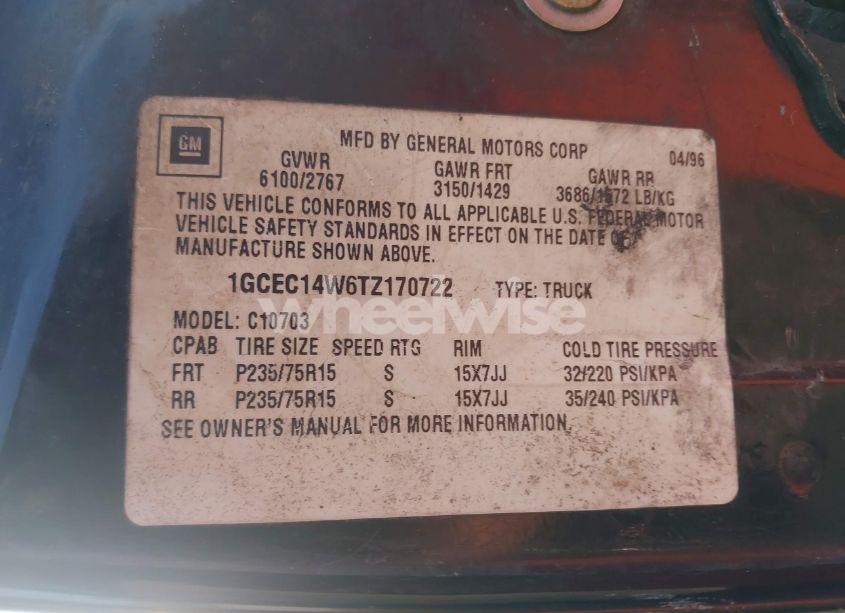 GM
MFD BY GENERAL MOTORS CORP 04/96
GVWR GAWR FRT GAWR RR
6100/2767 3150/1429 3686/1672 LB/KG
THIS VEHICLE CONFORMS TO ALL APPLICABLE U.S. FEDERAL MOTOR
VEHICLE SAFETY STANDARDS IN EFFECT ON THE DATE OF
MANUFACTURE SHOWN ABOVE.
1GCEC14W6TZ170722 TYPE: TRUCK
wheelwise
MODEL: C10703
CPAB TIRE SIZE SPEED RTG RIM COLD TIRE PRESSURE
FRT P235/75R15 S 15X7JJ 32/220 PSI/KPA
RR P235/75R15 S 15X7JJ 35/240 PSI/KPA
SEE OWNER'S MANUAL FOR MORE INFORMATION.